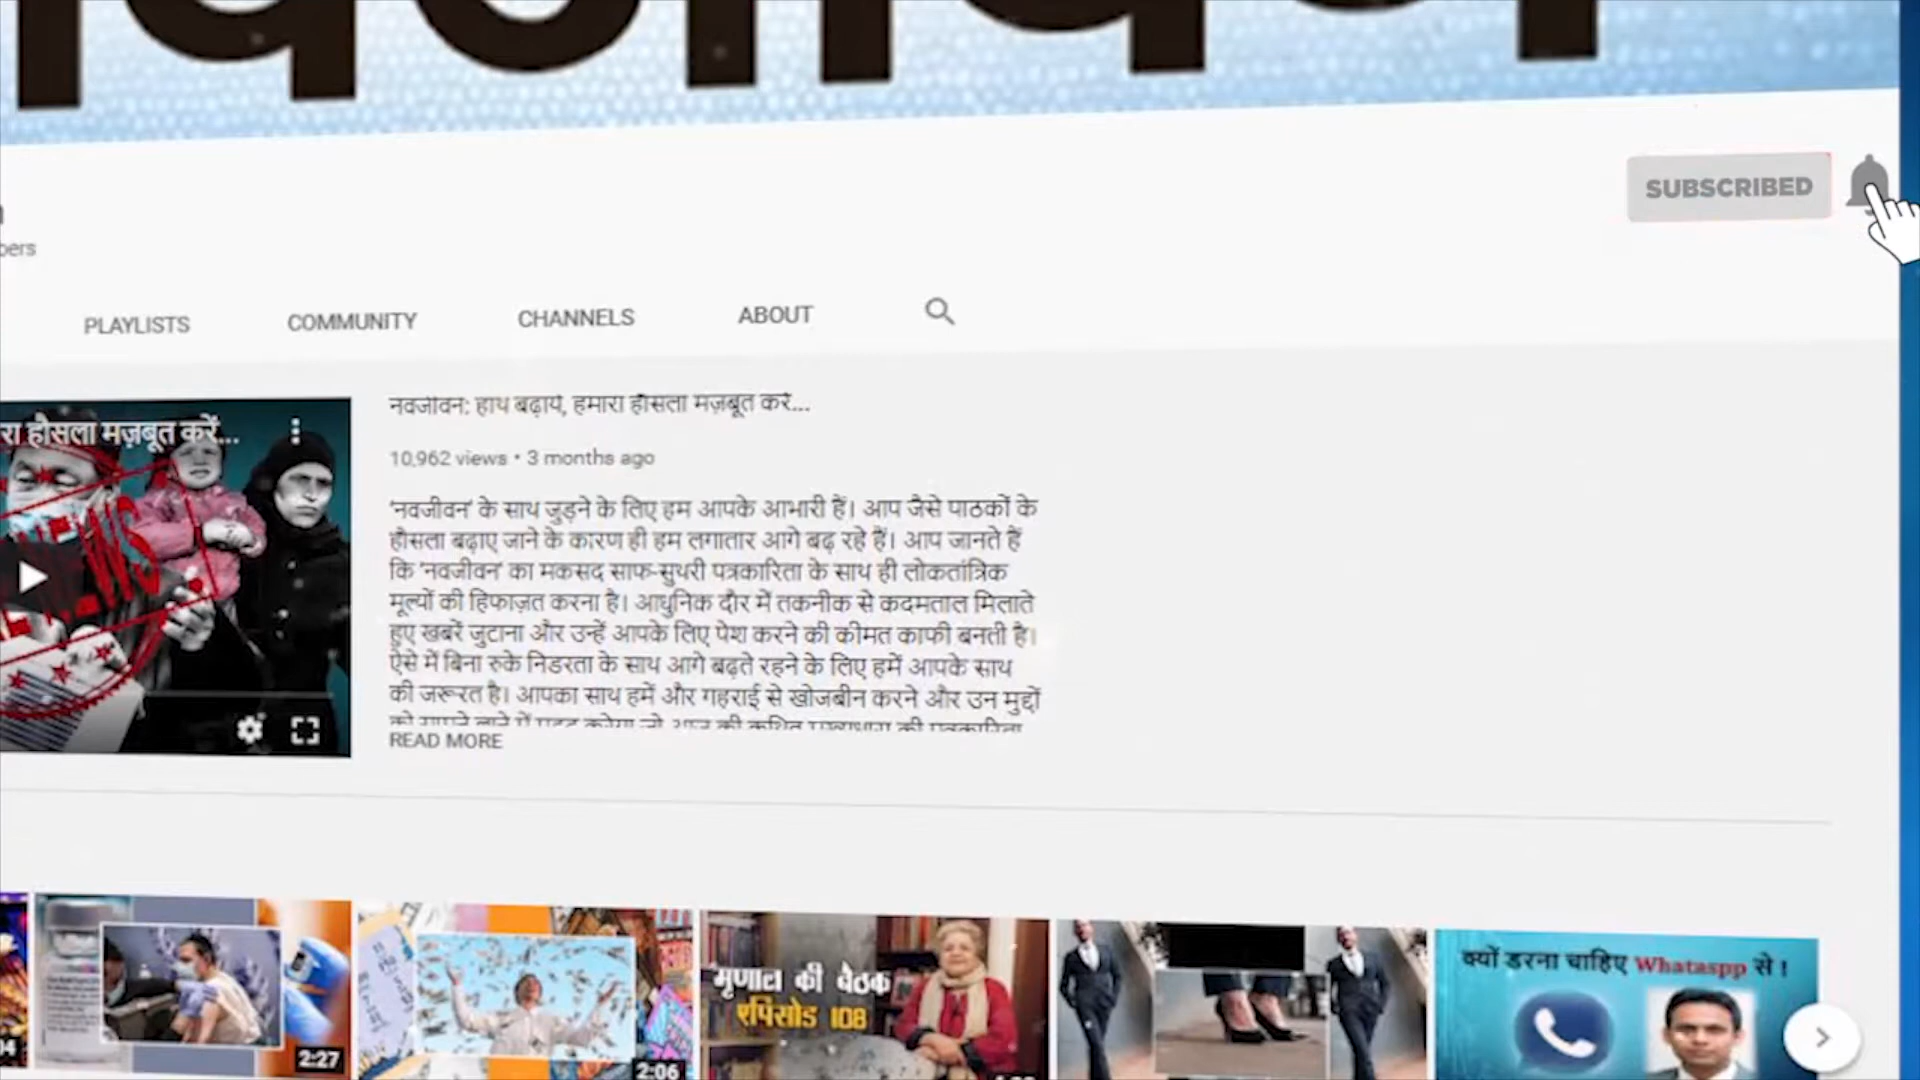 SUBSCRIBED
PLAYLISTS COMMUNITY CHANNELS ABOUT
नवजीवन: हाथ बढ़ायें, हमारा हौसला मज़बूत करें...
रा हौसला मज़बूत करें...
10,962 views • 3 months ago
'नवजीवन' के साथ जुड़ने के लिए हम आपके आभारी हैं। आप जैसे पाठकों के
हौसला बढ़ाए जाने के कारण ही हम लगातार आगे बढ़ रहे हैं। आप जानते हैं
कि 'नवजीवन' का मकसद साफ-सुथरी पत्रकारिता के साथ ही लोकतांत्रिक
मूल्यों की हिफाज़त करना है। आधुनिक दौर में तकनीक से कदमताल मिलाते
हुए खबरें जुटाना और उन्हें आपके लिए पेश करने की कीमत काफी बनती है।
ऐसे में बिना रुके निडरता के साथ आगे बढ़ते रहने के लिए हमें आपके साथ
की जरूरत है। आपका साथ हमें और गहराई से खोजबीन करने और उन मुद्दों
READ MORE
2:27
2:06
मृणाल की बैठक
एपिसोड 108
क्यों डरना चाहिए Whataspp से !